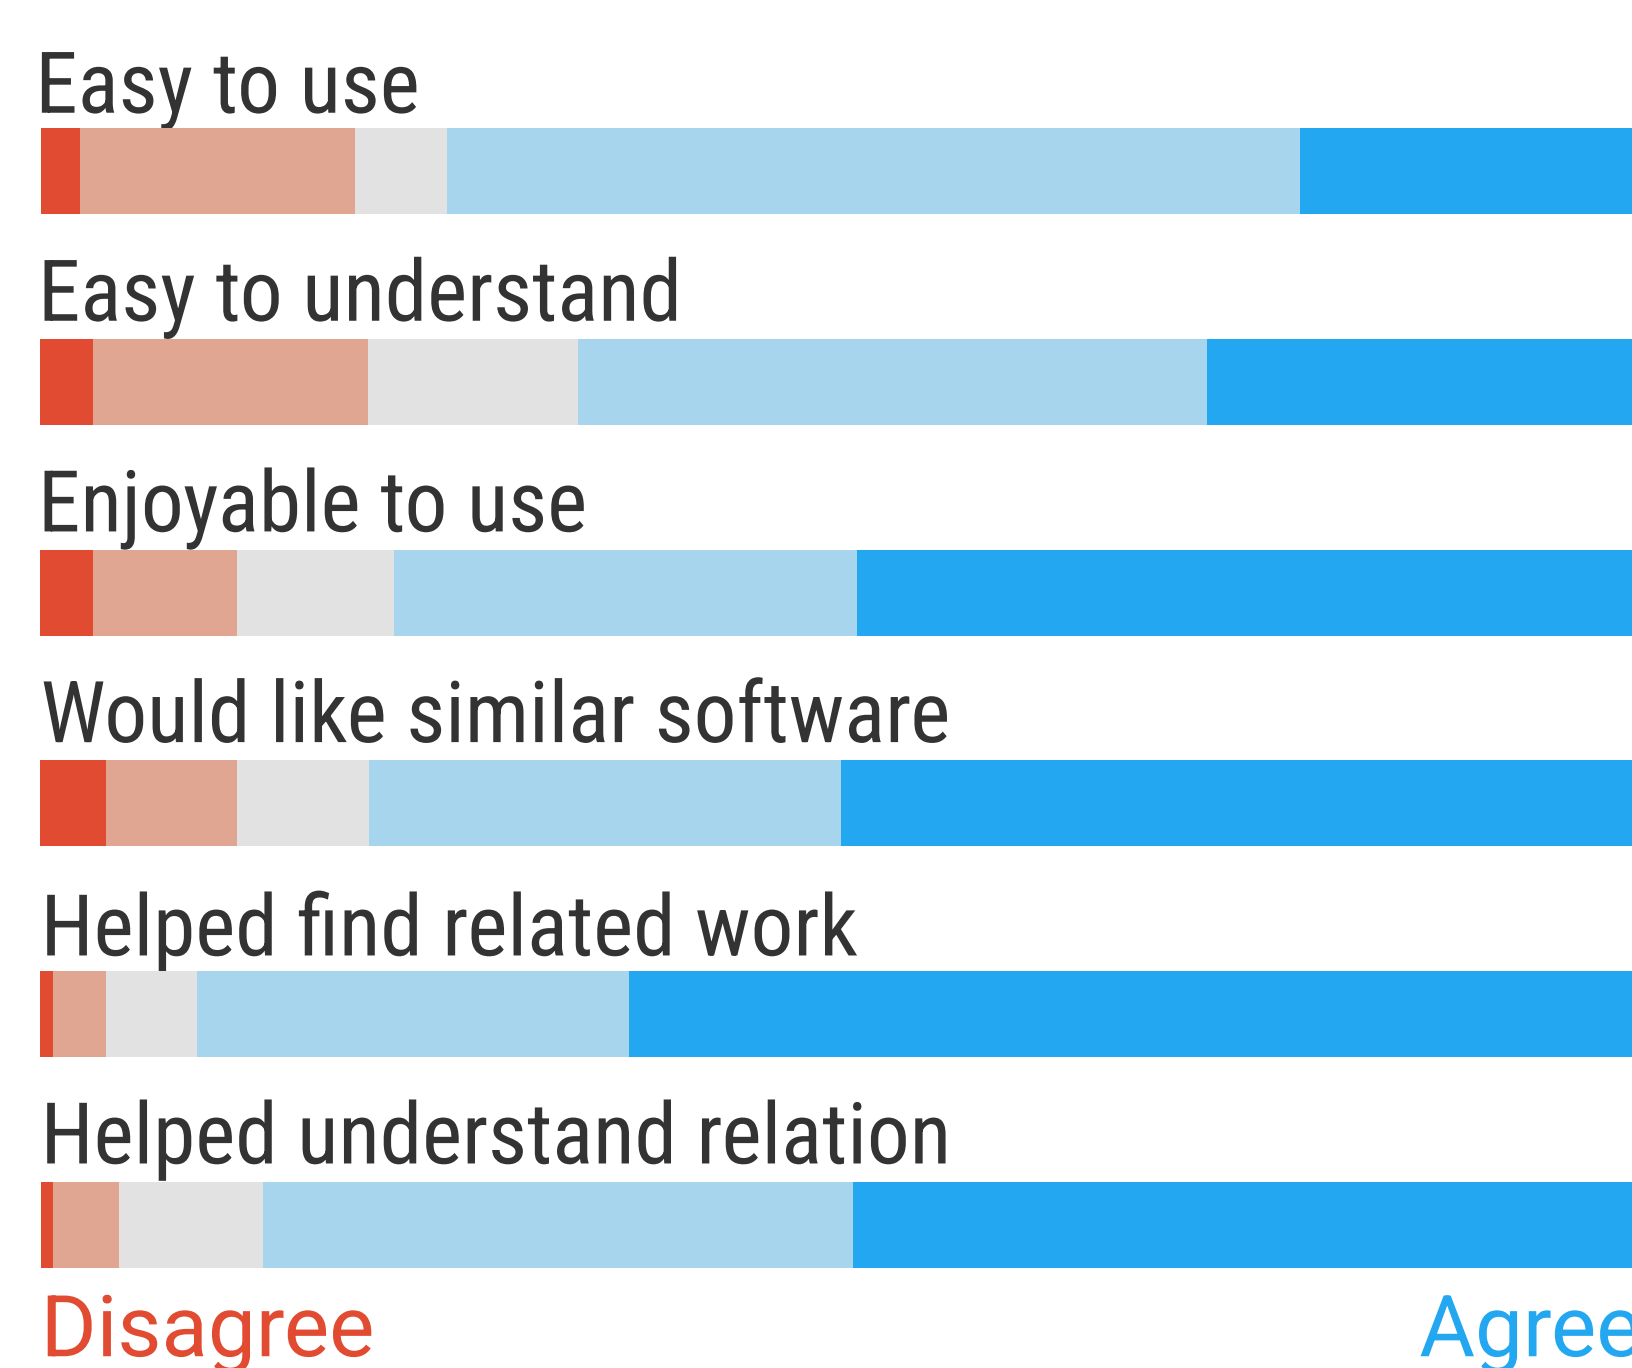 Easy to use
Easy to understand
Enjoyable to use
Would like similar software
Helped find related work
Helped understand relation
Disagree
Agree